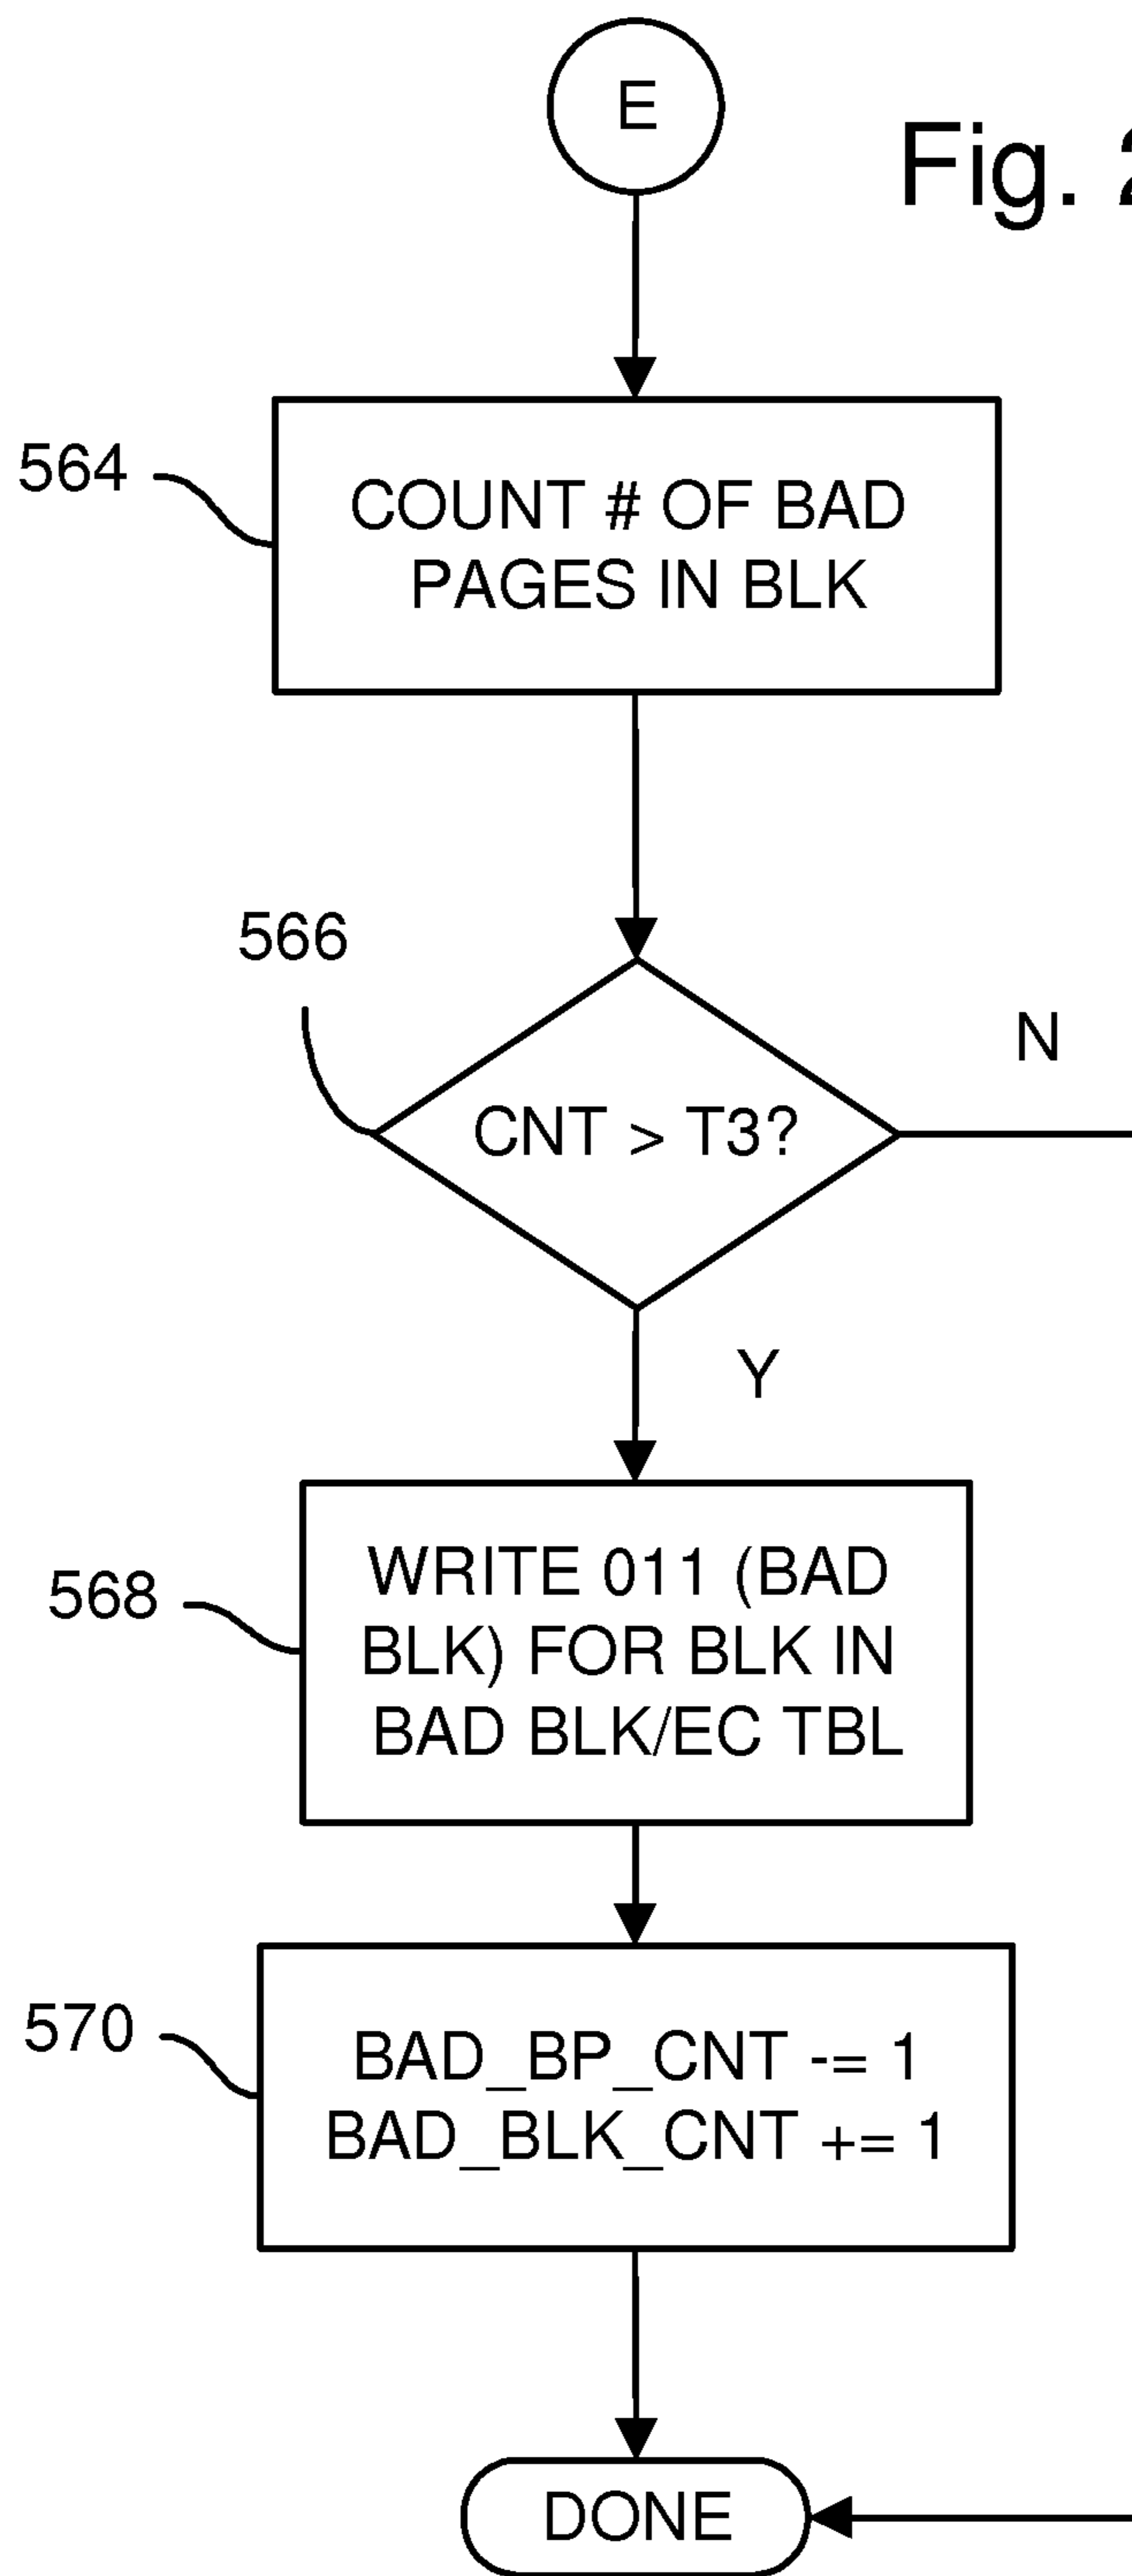 E
Fig. 2
564
COUNT # OF BAD
PAGES IN BLK
566
CNT > T3?
N
Y
568
WRITE 011 (BAD
BLK) FOR BLK IN
BAD BLK/EC TBL
570
BAD_BP_CNT -= 1
BAD_BLK_CNT += 1
DONE